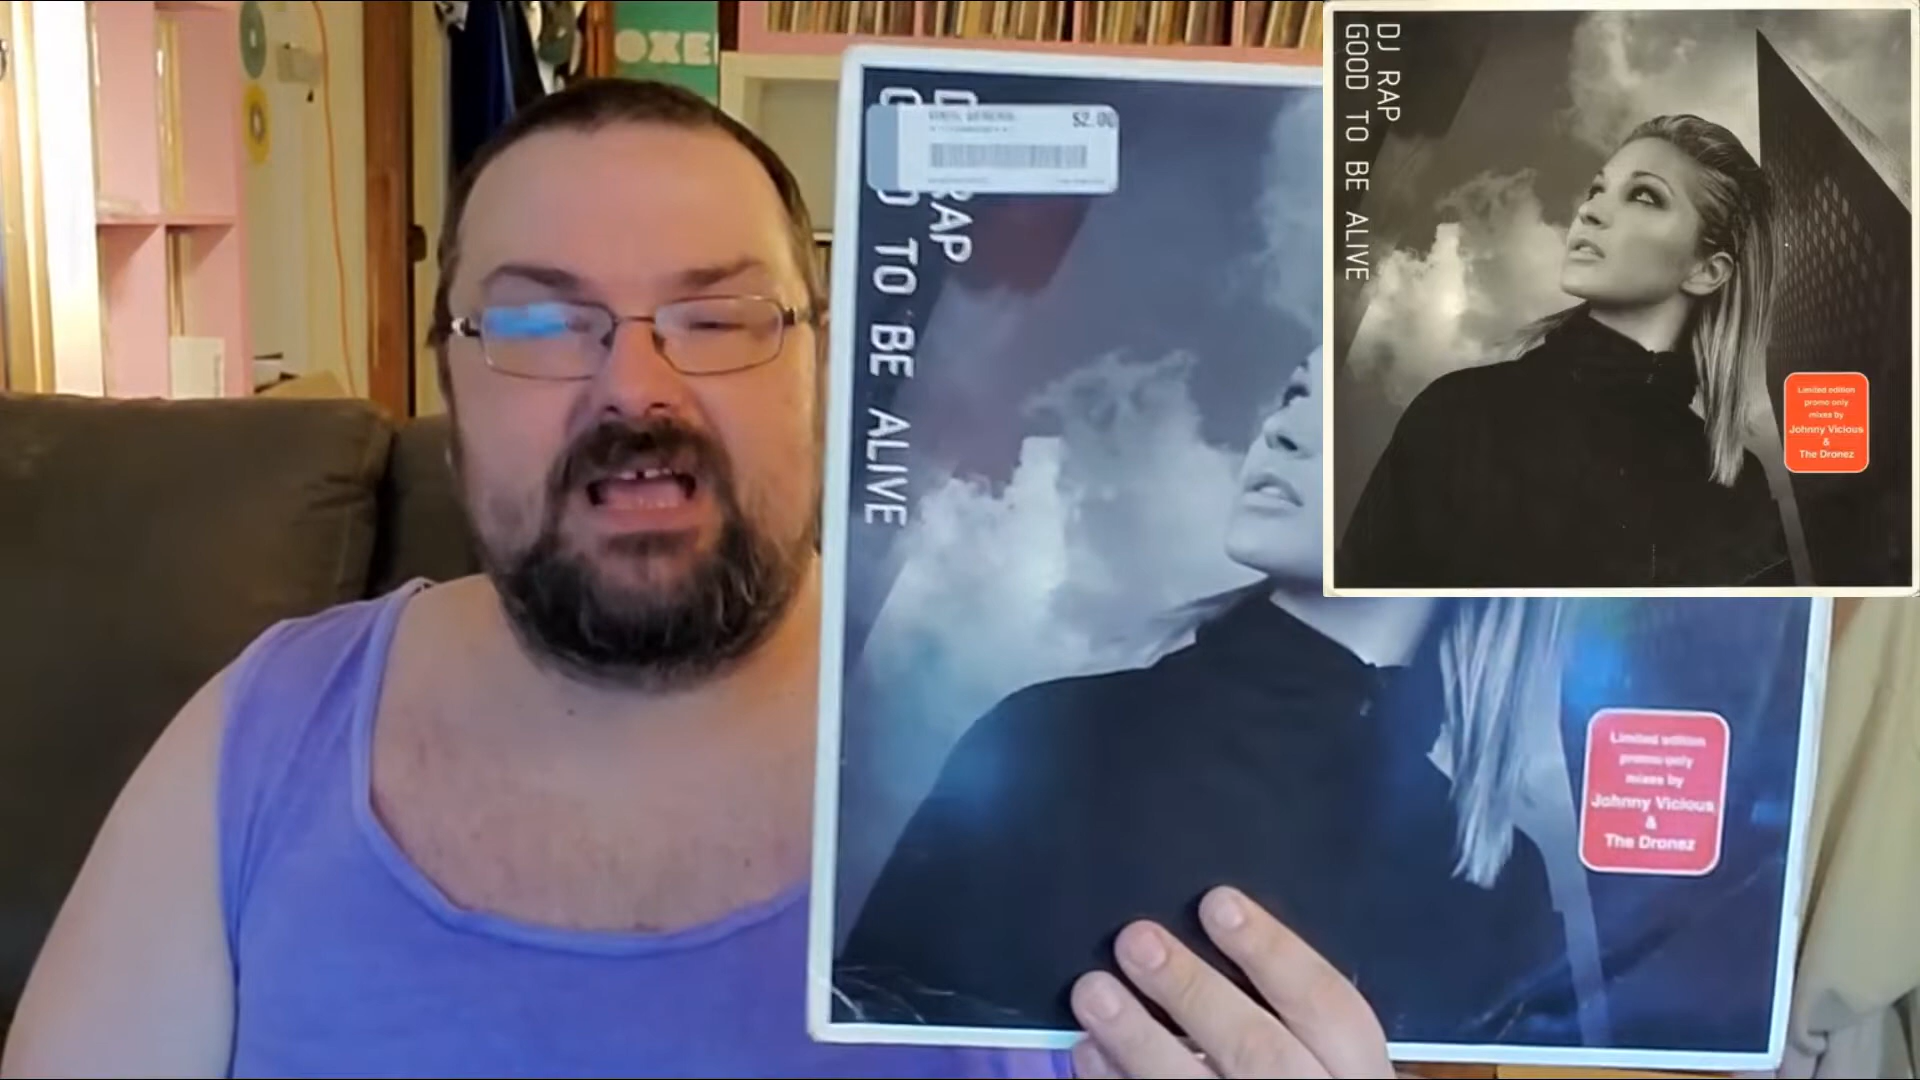 OXE
$2.00
RAP
TO BE ALIVE
Limited edition
promo only
mixes by
Johnny Vicious
&
The Dronez
DJ RAP
GOOD TO BE ALIVE
Limited edition
promo only
mixes by
Johnny Vicious
&
The Dronez